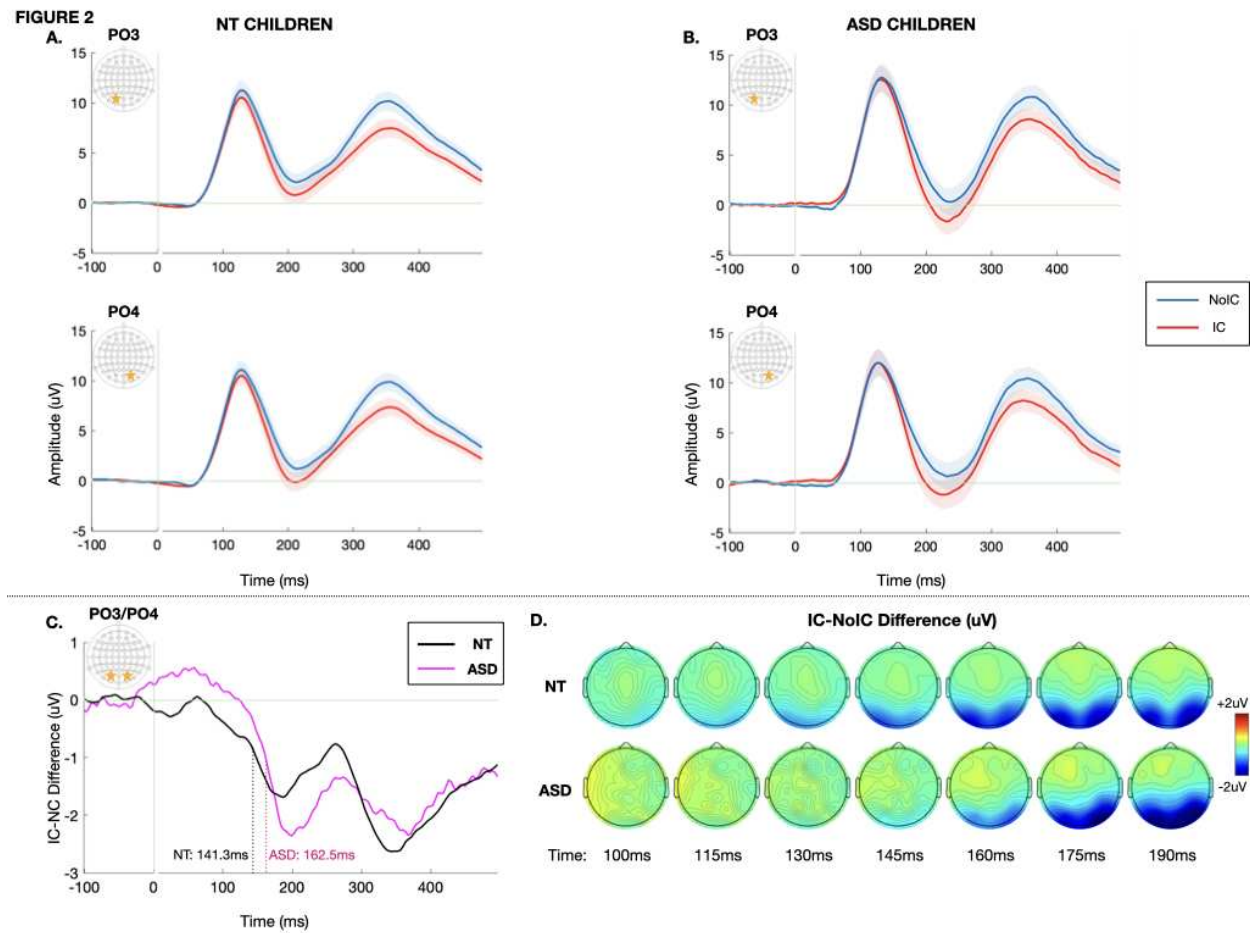 FIGURE 2
NT CHILDREN
ASD CHILDREN
A.
PO3
15
10
5
0
-5
-100 0 100 200 300 400
PO4
15
10
5
0
-5
-100 0 100 200 300 400
Amplitude (uV)
Time (ms)
B.
PO3
15
10
5
0
-5
-100 0 100 200 300 400
PO4
15
10
5
0
-5
-100 0 100 200 300 400
Amplitude (uV)
Time (ms)
NoIC
IC
C.
PO3/PO4
NT
ASD
1
0
-1
-2
-3
IC-NC Difference (uV)
NT: 141.3ms
ASD: 162.5ms
-100 0 100 200 300 400
Time (ms)
D.
IC-NoIC Difference (uV)
NT
ASD
+2uV
-2uV
Time: 100ms 115ms 130ms 145ms 160ms 175ms 190ms